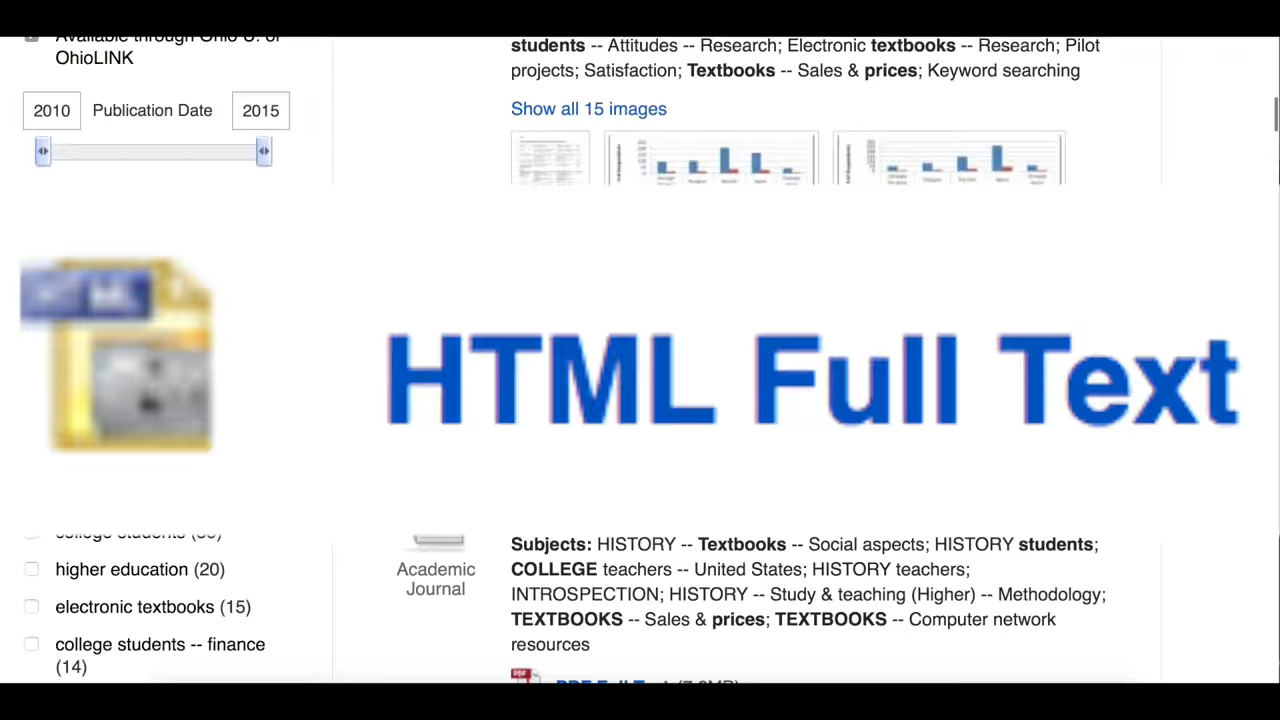 Available through Ohio U. or
OhioLINK
2010 Publication Date 2015
students -- Attitudes -- Research; Electronic textbooks -- Research; Pilot
projects; Satisfaction; Textbooks -- Sales & prices; Keyword searching
Show all 15 images
HTML Full Text
higher education (20)
electronic textbooks (15)
college students -- finance
(14)
Academic
Journal
Subjects: HISTORY -- Textbooks -- Social aspects; HISTORY students;
COLLEGE teachers -- United States; HISTORY teachers;
INTROSPECTION; HISTORY -- Study & teaching (Higher) -- Methodology;
TEXTBOOKS -- Sales & prices; TEXTBOOKS -- Computer network
resources
PDF